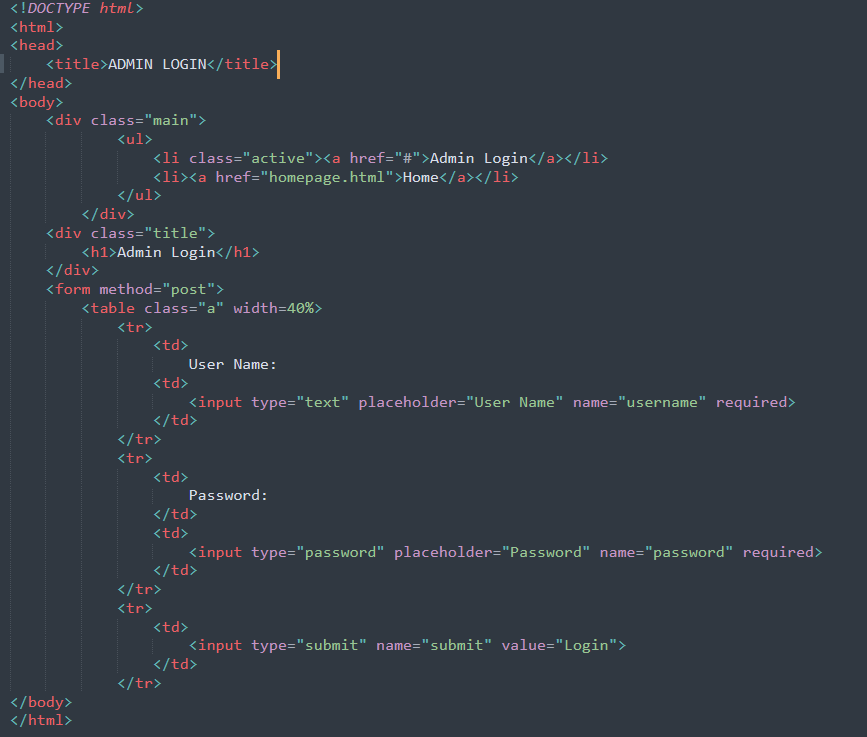 <!DOCTYPE html>
<html>
<head>
    <title>ADMIN LOGIN</title>
</head>
<body>
    <div class="main">
            <ul>
                <li class="active"><a href="#">Admin Login</a></li>
                <li><a href="homepage.html">Home</a></li>
            </ul>
        </div>
    <div class="title">
        <h1>Admin Login</h1>
    </div>
    <form method="post">
        <table class="a" width=40%>
            <tr>
                <td>
                    User Name:
                <td>
                    <input type="text" placeholder="User Name" name="username" required>
                </td>
            </tr>
            <tr>
                <td>
                    Password:
                </td>
                <td>
                    <input type="password" placeholder="Password" name="password" required>
                </td>
            </tr>
            <tr>
                <td>
                    <input type="submit" name="submit" value="Login">
                </td>
            </tr>
</body>
</html>